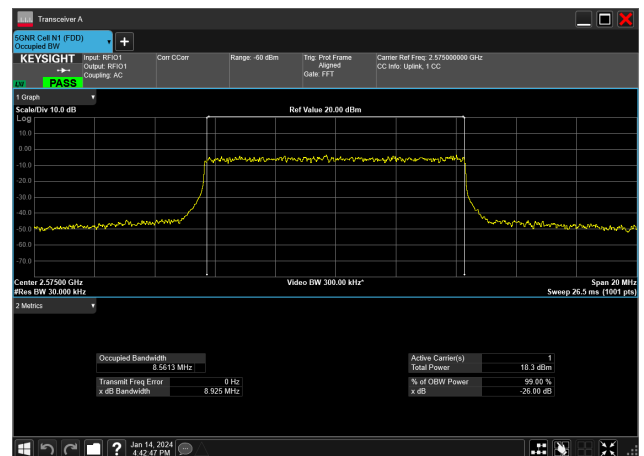 Transceiver A
5GNR Cell N1 (FDD)
Occupied BW
KEYSIGHT
Input: RFIO1
Output: RFIO1
Coupling: AC
Corr CCorr
Range: -60 dBm
Trig: Prot Frame
Aligned
Gate: FFT
Carrier Ref Freq: 2.575000000 GHz
CC Info: Uplink, 1 CC
PASS
1 Graph
Scale/Div 10.0 dB
Ref Value 20.00 dBm
Log
10.0
0.00
-10.0
-20.0
-30.0
-40.0
-50.0
-60.0
-70.0
Center 2.57500 GHz
Video BW 300.00 kHz*
Span 20 MHz
#Res BW 30.000 kHz
Sweep 26.5 ms (1001 pts)
2 Metrics
Occupied Bandwidth
8.5613 MHz
Active Carrier(s) 1
Total Power 18.3 dBm
Transmit Freq Error 0 Hz
x dB Bandwidth 8.925 MHz
% of OBW Power 99.00 %
x dB -26.00 dB
Jan 14, 2024
4:42:47 PM